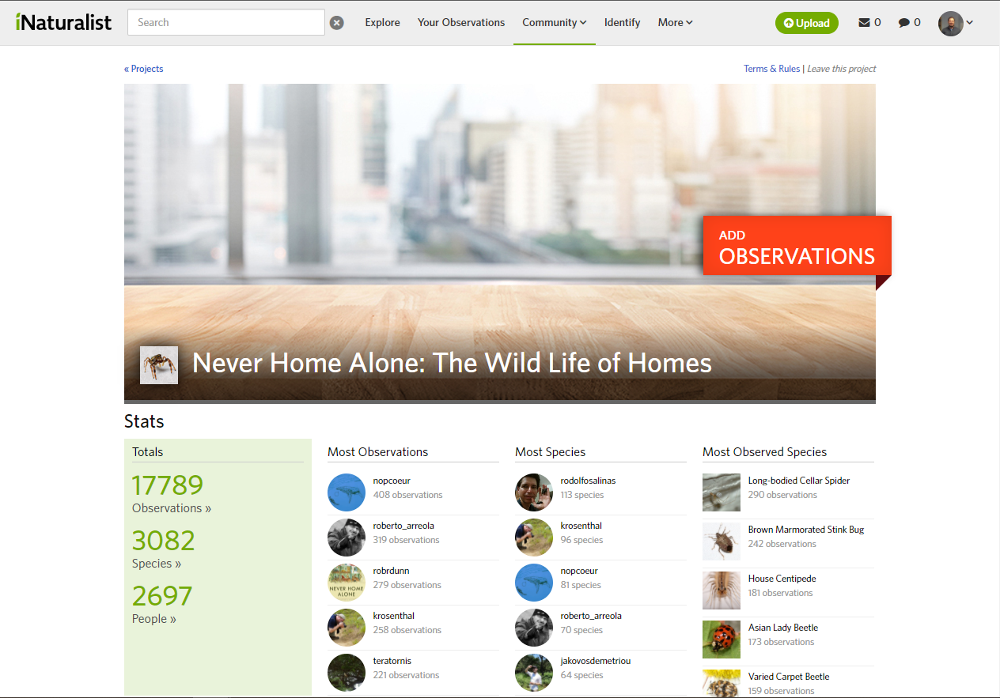 iNaturalist
Search
Explore
Your Observations
Community
Identify
More
Upload
0
0
« Projects
Terms & Rules | Leave this project
ADD
OBSERVATIONS
Never Home Alone: The Wild Life of Homes
Stats
Totals
17789
Observations »
3082
Species »
2697
People »
Most Observations
nopcoeur
408 observations
roberto_arreola
319 observations
NEVER HOME
ALONE
robrdunn
279 observations
krosenthal
258 observations
teratornis
221 observations
Most Species
rodolfosalinas
113 species
krosenthal
96 species
nopcoeur
81 species
roberto_arreola
70 species
jakovosdemetriou
64 species
Most Observed Species
Long-bodied Cellar Spider
290 observations
Brown Marmorated Stink Bug
242 observations
House Centipede
181 observations
Asian Lady Beetle
173 observations
Varied Carpet Beetle
159 observations